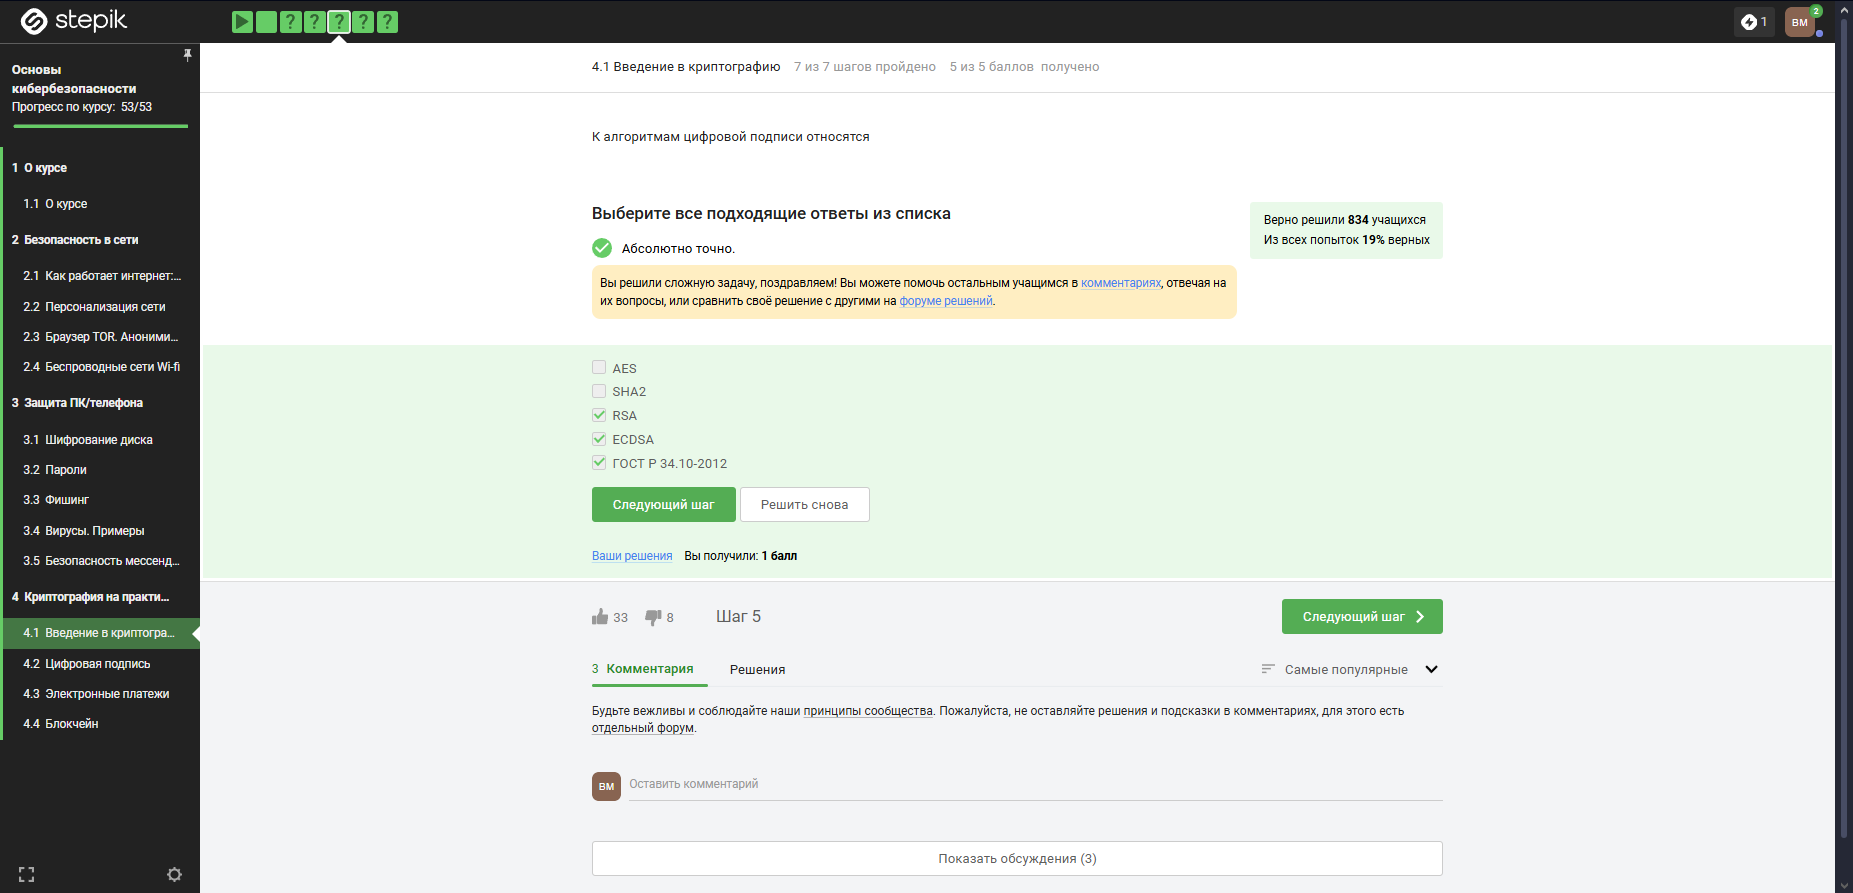 stepik
1
ВМ
2
Основы
кибербезопасности
Прогресс по курсу: 53/53
1 О курсе
1.1 О курсе
2 Безопасность в сети
2.1 Как работает интернет:...
2.2 Персонализация сети
2.3 Браузер TOR. Анонími...
2.4 Беспроводные сети Wi-fi
3 Защита ПК/телефона
3.1 Шифрование диска
3.2 Пароли
3.3 Фишинг
3.4 Вирусы. Примеры
3.5 Безопасность мессенд...
4 Криптография на практи...
4.1 Введение в криптогра...
4.2 Цифровая подпись
4.3 Электронные платежи
4.4 Блокчейн
4.1 Введение в криптографию 7 из 7 шагов пройдено 5 из 5 баллов получено
К алгоритмам цифровой подписи относятся
Выберите все подходящие ответы из списка
Верно решили 834 учащихся
Из всех попыток 19% верных
Абсолютно точно.
Вы решили сложную задачу, поздравляем! Вы можете помочь остальным учащимся в комментариях, отвечая на
их вопросы, или сравнить своё решение с другими на форуме решений.
AES
SHA2
RSA
ECDSA
ГОСТ Р 34.10-2012
Следующий шаг Решить снова
Ваши решения Вы получили: 1 балл
33 8 Шаг 5 Следующий шаг
3 Комментария Решения Самые популярные
Будьте вежливы и соблюдайте наши принципы сообщества. Пожалуйста, не оставляйте решения и подсказки в комментариях, для этого есть
отдельный форум.
ВМ Оставить комментарий
Показать обсуждения (3)